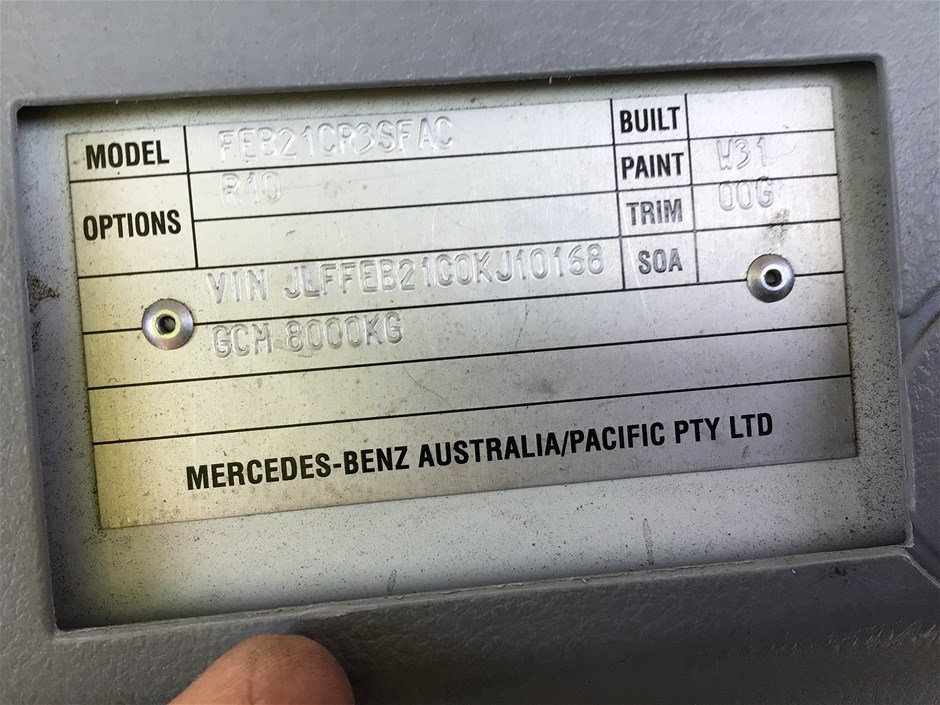 MODEL FEB21CR3SFAC BUILT
OPTIONS R10 PAINT W31
TRIM 00G
VIN JLFFEB21C0KJ10168 SOA
GCM 8000KG
MERCEDES-BENZ AUSTRALIA/PACIFIC PTY LTD